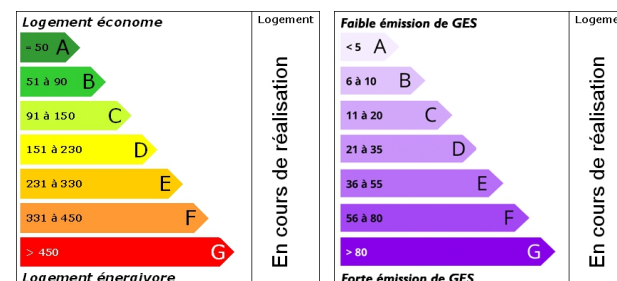 Logement économe
Logement
= 50 A
51 à 90 B
91 à 150 C
151 à 230 D
231 à 330 E
331 à 450 F
> 450 G
Logement énergivore
En cours de réalisation
Faible émission de GES
Logeme
< 5 A
6 à 10 B
11 à 20 C
21 à 35 D
36 à 55 E
56 à 80 F
> 80 G
Forte émission de GES
En cours de réalisation